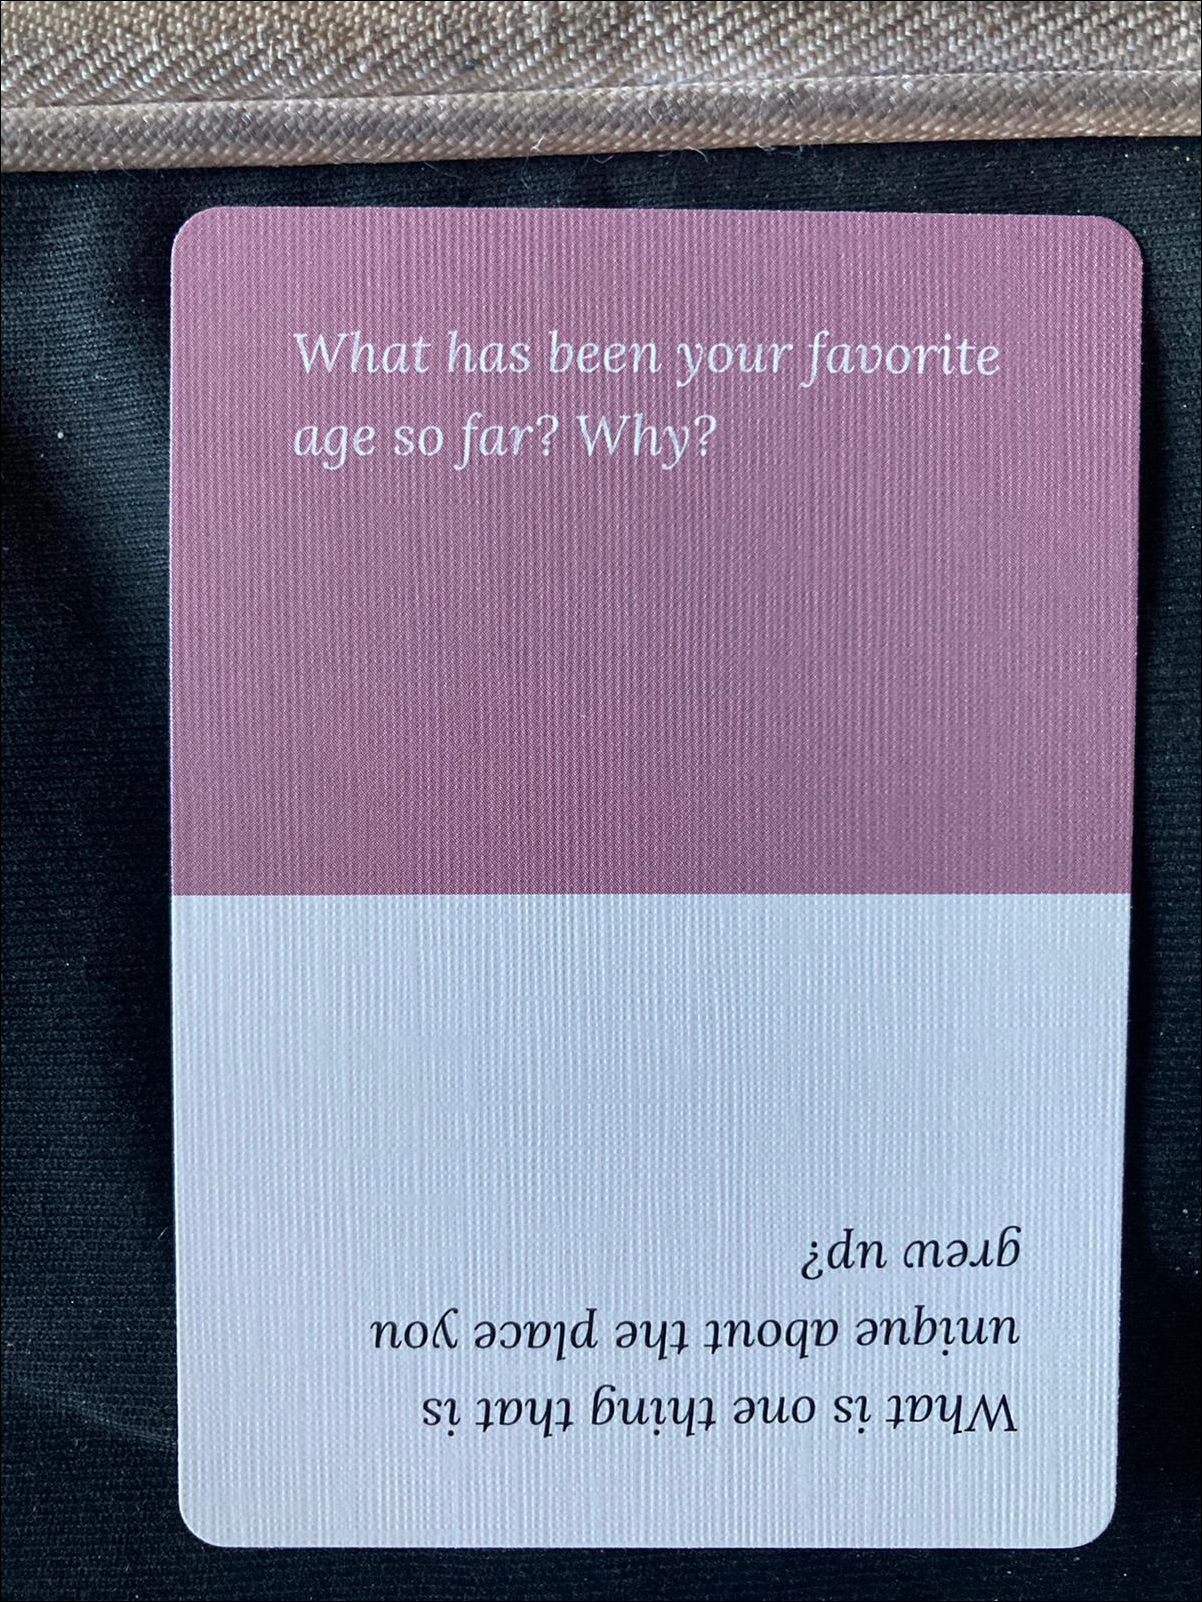 What has been your favorite
age so far? Why?
What is one thing that is
unique about the place you
grew up?